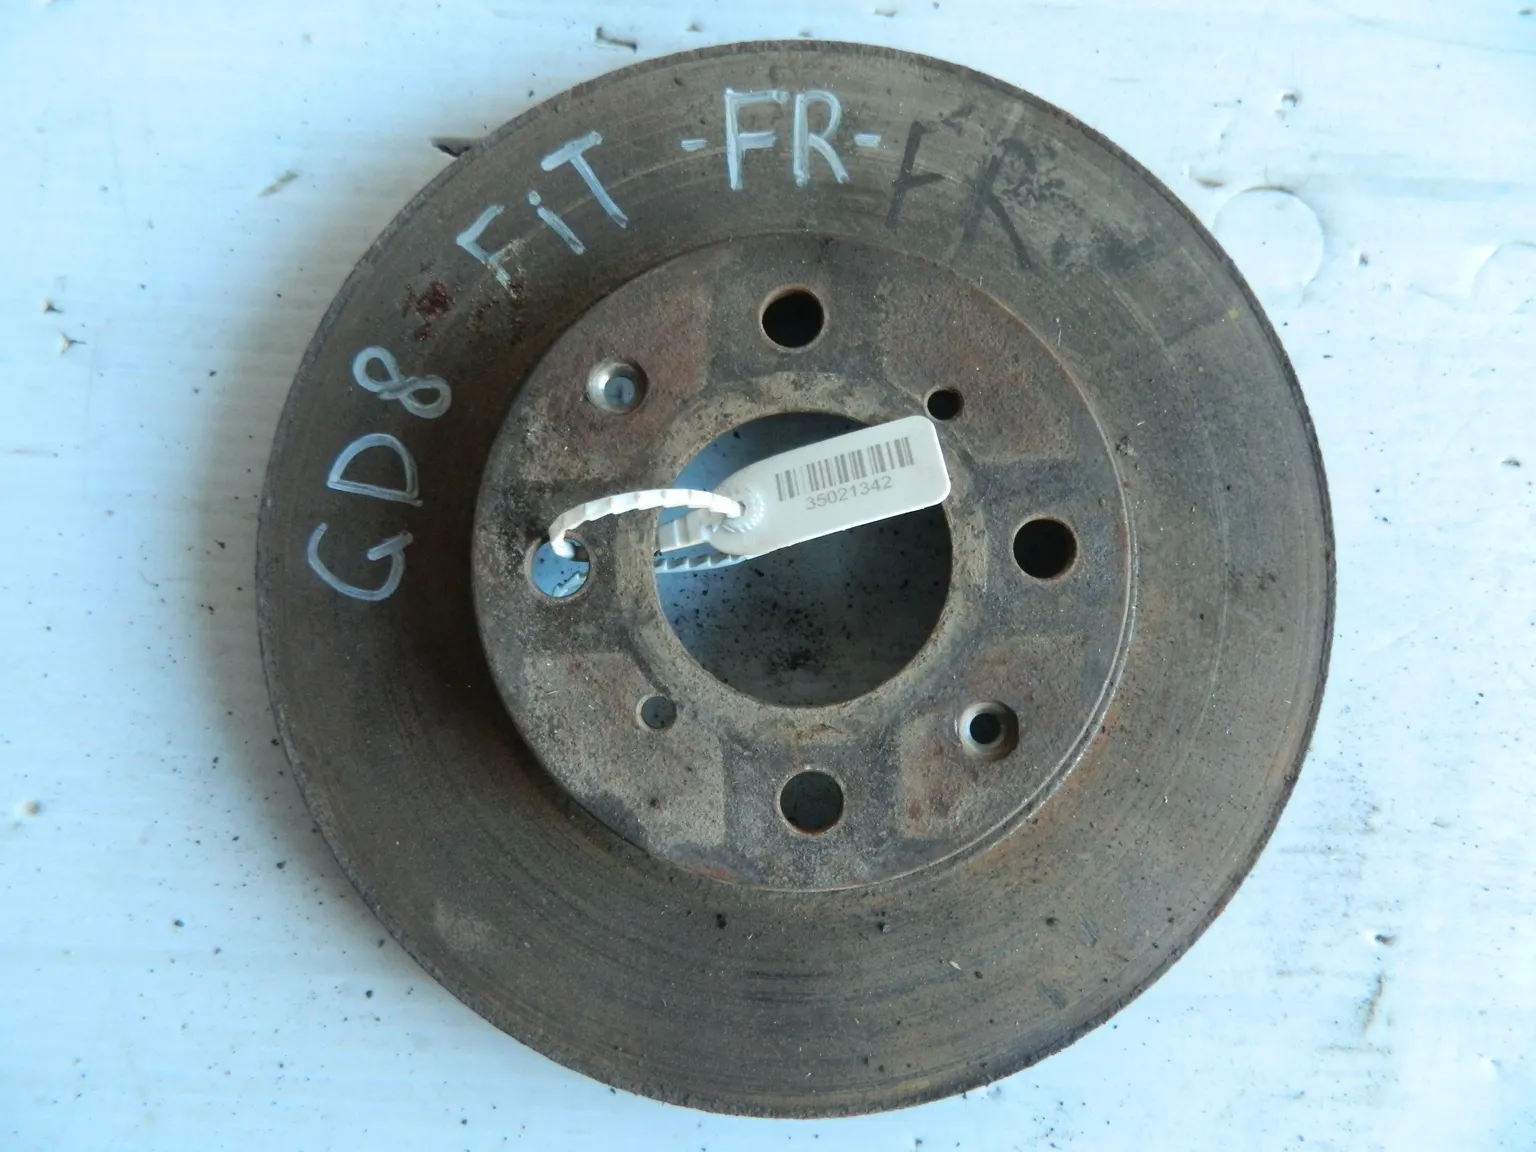 GD8 FiT -FR-
FR.
35021342